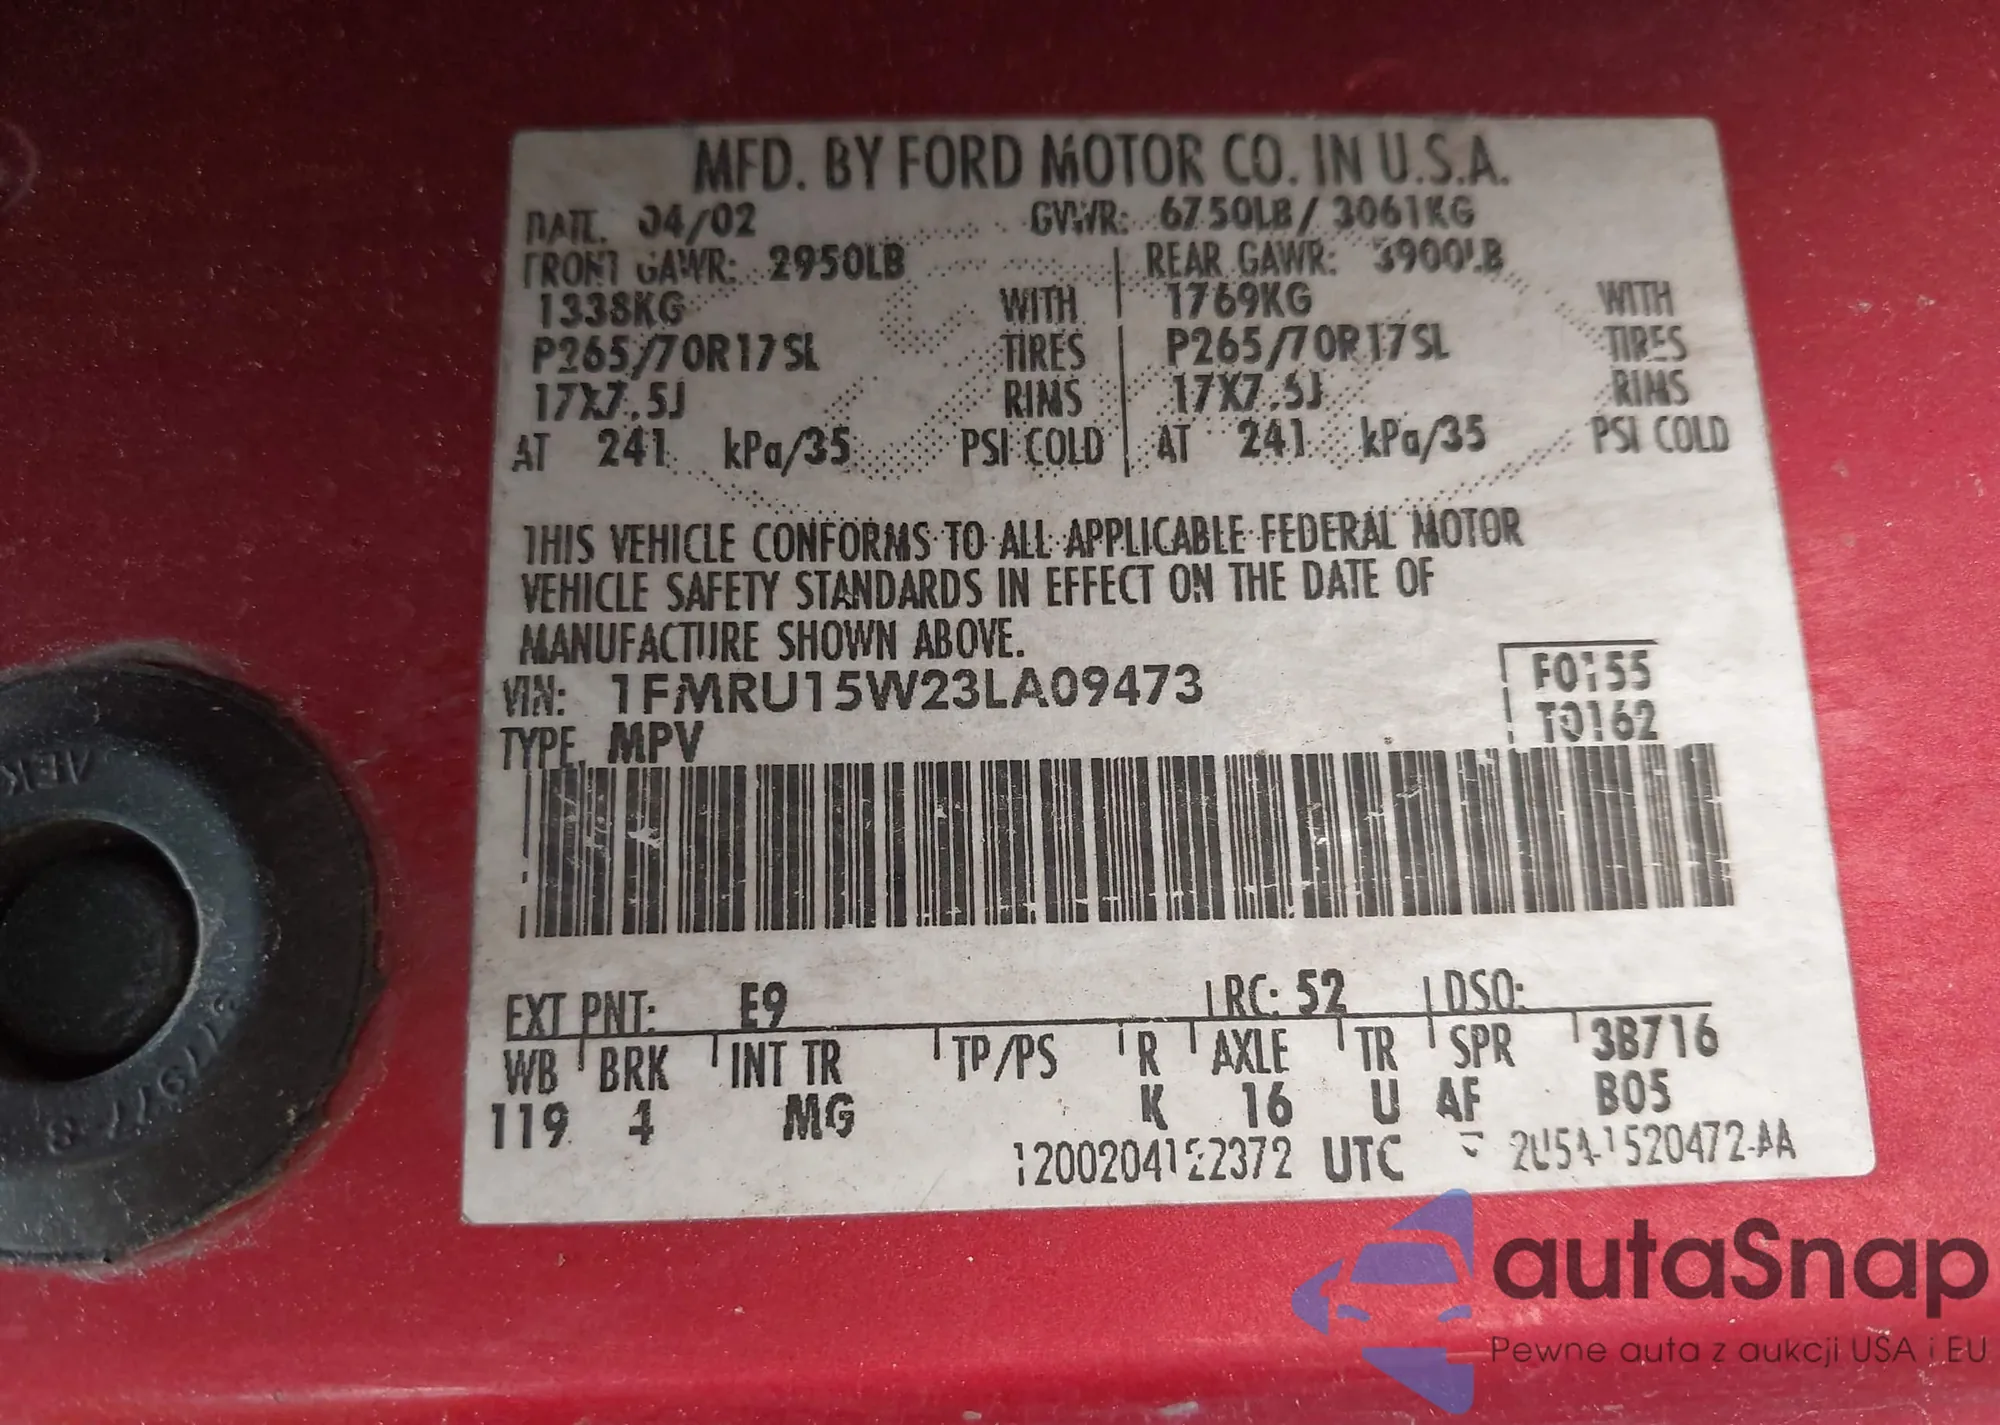 MFD. BY FORD MOTOR CO. IN U.S.A.
DATE. 04/02 GVWR: 6750LB/ 3061KG
FRONT GAWR: 2950LB REAR GAWR: 3900LB
1338KG WITH 1769KG WITH
P265/70R17SL TIRES P265/70R17SL TIRES
17X7.5J RIMS 17X7.5J RIMS
AT 241 kPa/35 PSI COLD AT 241 kPa/35 PSI COLD
THIS VEHICLE CONFORMS TO ALL APPLICABLE FEDERAL MOTOR
VEHICLE SAFETY STANDARDS IN EFFECT ON THE DATE OF
MANUFACTURE SHOWN ABOVE.
VIN: 1FMRU15W23LA09473 F0155
TYPE. MPV T0162
EXT PNT: E9 RC: 52 DSO:
WB BRK INT TR TP/PS R AXLE TR SPR 3B716
119 4 MG K 16 U AF B05
UTC
autaSnap
Pewne auta z aukcji USA i EU